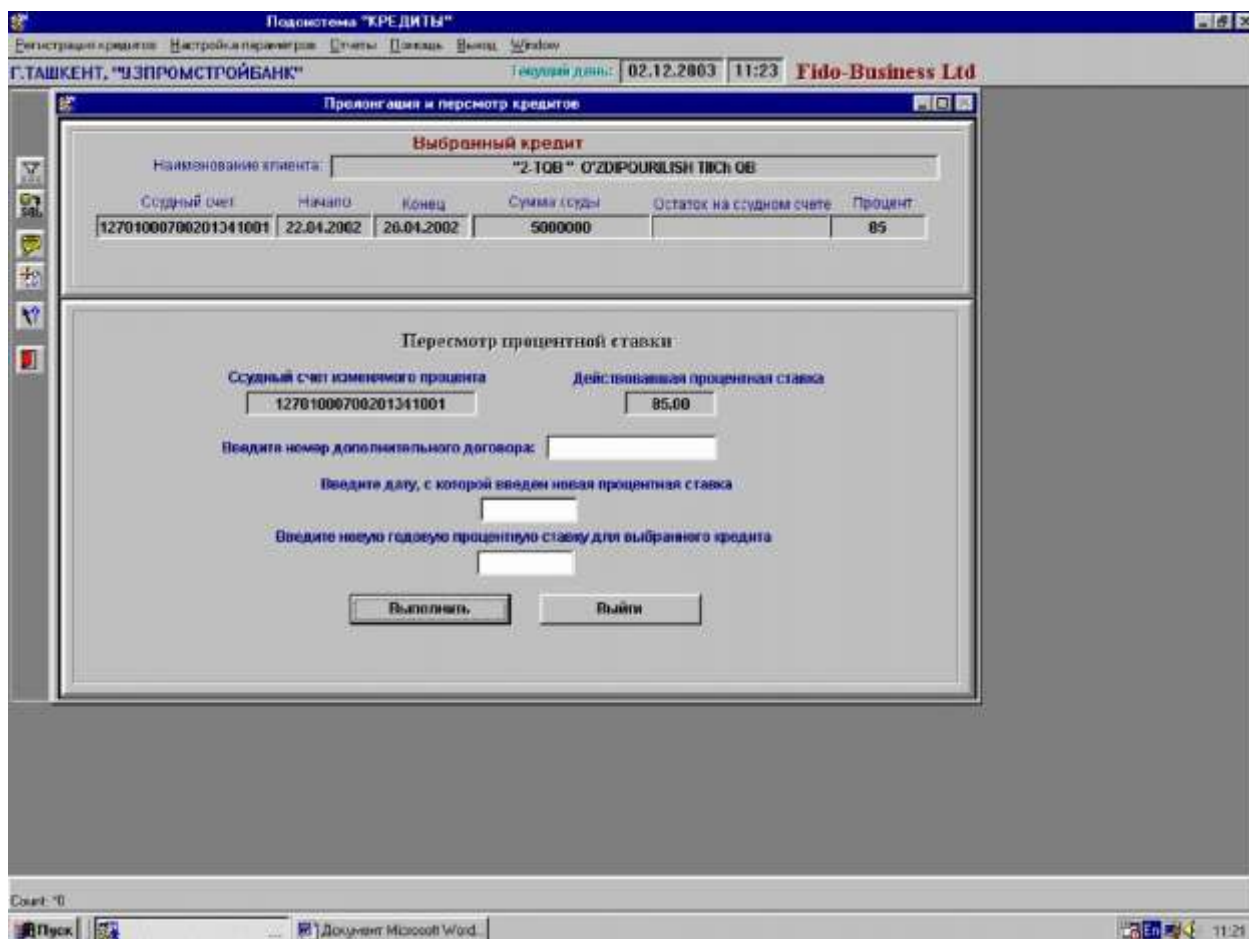 Подсистема "КРЕДИТЫ"
Регистрация кредитов Настройка параметров Отчеты Помощь Выход Window
Г.ТАШКЕНТ, "УЗПРОМСТРОЙБАНК" Текущий день: 02.12.2003 11:23 Fido-Business Ltd
Пролонгация и персмотр кредитов
Выбранный кредит
Наименование клиента: "2-TQB " O'ZDIPOURILISH TIICh OB
Ссудный счет Начало Конец Сумма ссуды Остаток на ссудном счете Процент
12701000700201341001 22.04.2002 26.04.2002 5000000 85
Пересмотр процентной ставки
Ссудный счет изменяемого процента Действовавшая процентная ставка
12701000700201341001 85.00
Введите номер дополнительного договора:
Введите дату, с которой введен новая процентная ставка
Введите новую годовую процентную ставку для выбранного кредита
Выполнить Выйти
Count: *0
Пуск ... Документ Microsoft Word... En 11:21